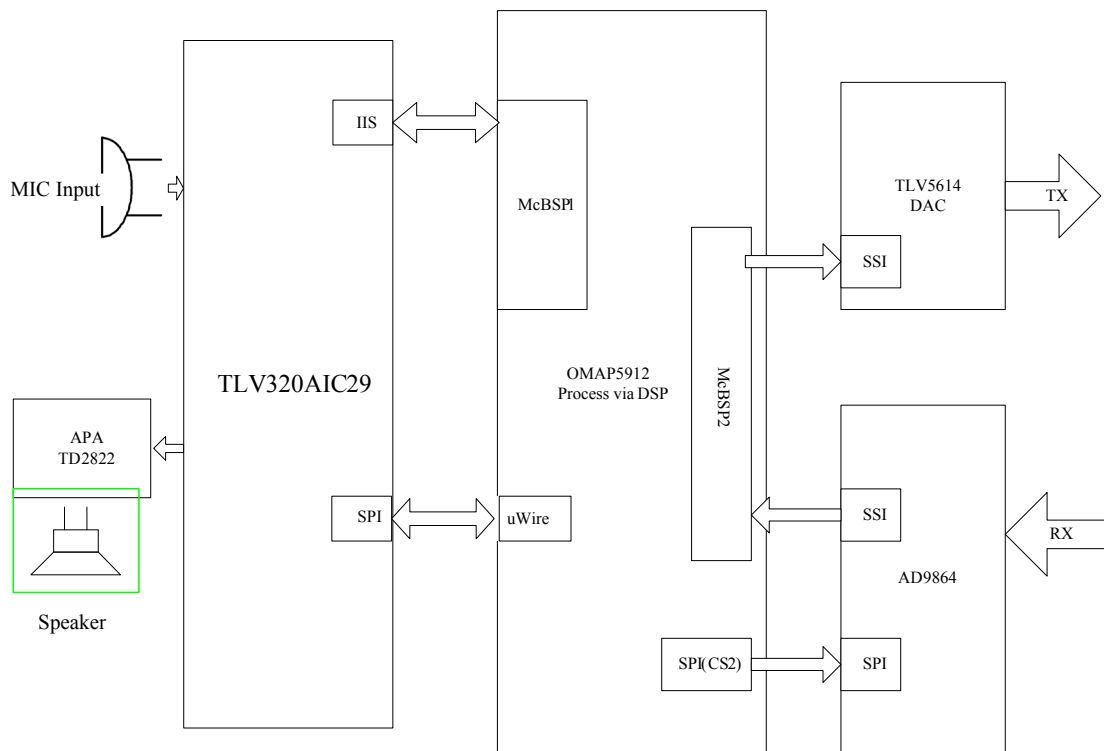 MIC Input
APA
TD2822
Speaker
TLV320AIC29
IIS
SPI
McBSP1
OMAP5912
Process via DSP
uWire
McBSP2
SPI(CS2)
TLV5614
DAC
SSI
TX
SSI
AD9864
SPI
RX